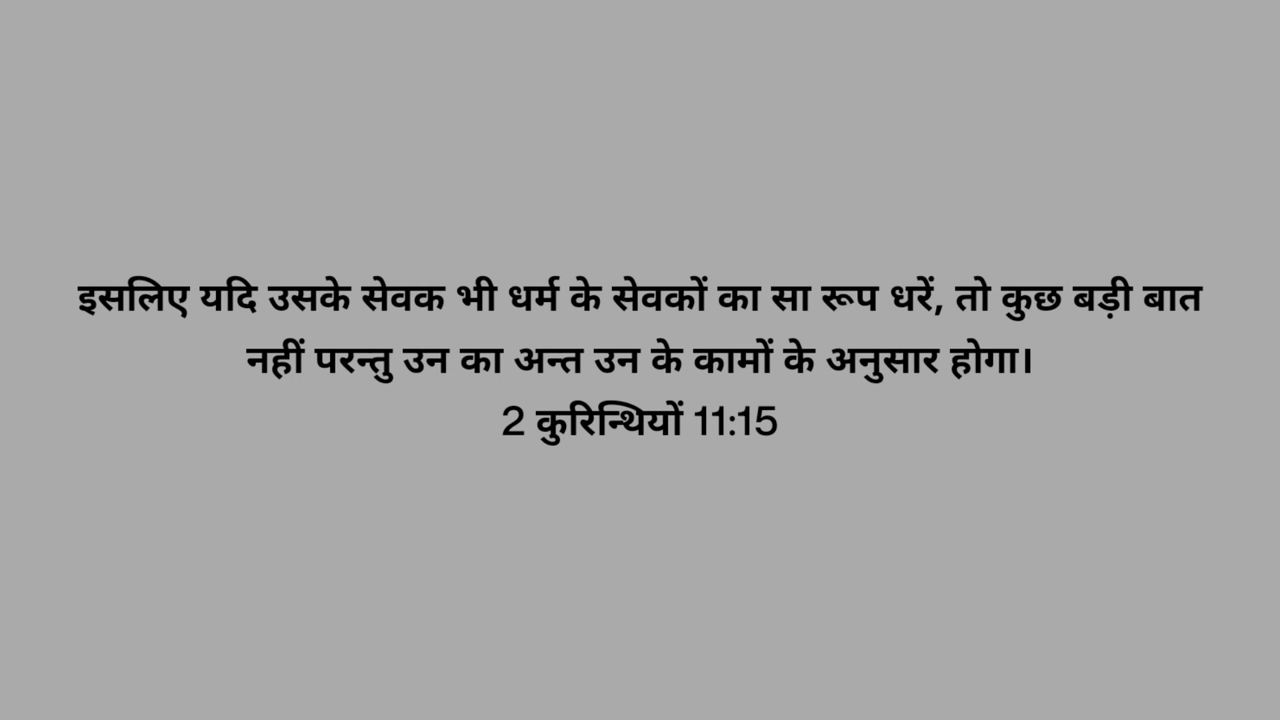 इसलिए यदि उसके सेवक भी धर्म के सेवकों का सा रूप धरें, तो कुछ बड़ी बात
नहीं परन्तु उन का अन्त उन के कामों के अनुसार होगा।
2 कुरिन्थियों 11:15